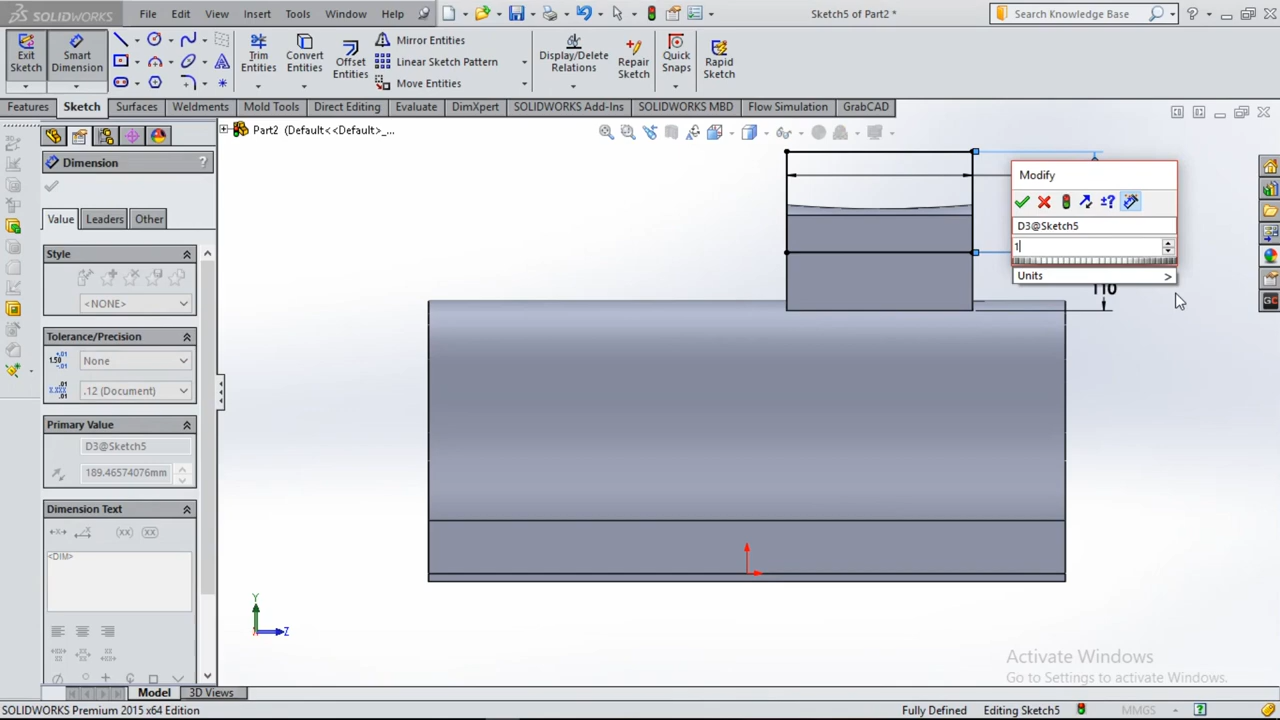 SOLIDWORKS
File Edit View Insert Tools Window Help
Sketch5 of Part2 *
Search Knowledge Base
Exit Sketch
Smart Dimension
Trim Entities
Convert Entities
Offset Entities
Mirror Entities
Linear Sketch Pattern
Move Entities
Display/Delete Relations
Repair Sketch
Quick Snaps
Rapid Sketch
Features Sketch Surfaces Weldments Mold Tools Direct Editing Evaluate DimXpert SOLIDWORKS Add-Ins SOLIDWORKS MBD Flow Simulation GrabCAD
Part2 (Default<<Default>_...
Dimension ?
Value Leaders Other
Style
<NONE>
Tolerance/Precision
None
.12 (Document)
Primary Value
D3@Sketch5
189.46574076mm
Dimension Text
<DIM>
Modify
D3@Sketch5
1
Units >
110
Y
Z
Activate Windows
Go to Settings to activate Windows.
Model 3D Views
SOLIDWORKS Premium 2015 x64 Edition
Fully Defined Editing Sketch5 MMGS